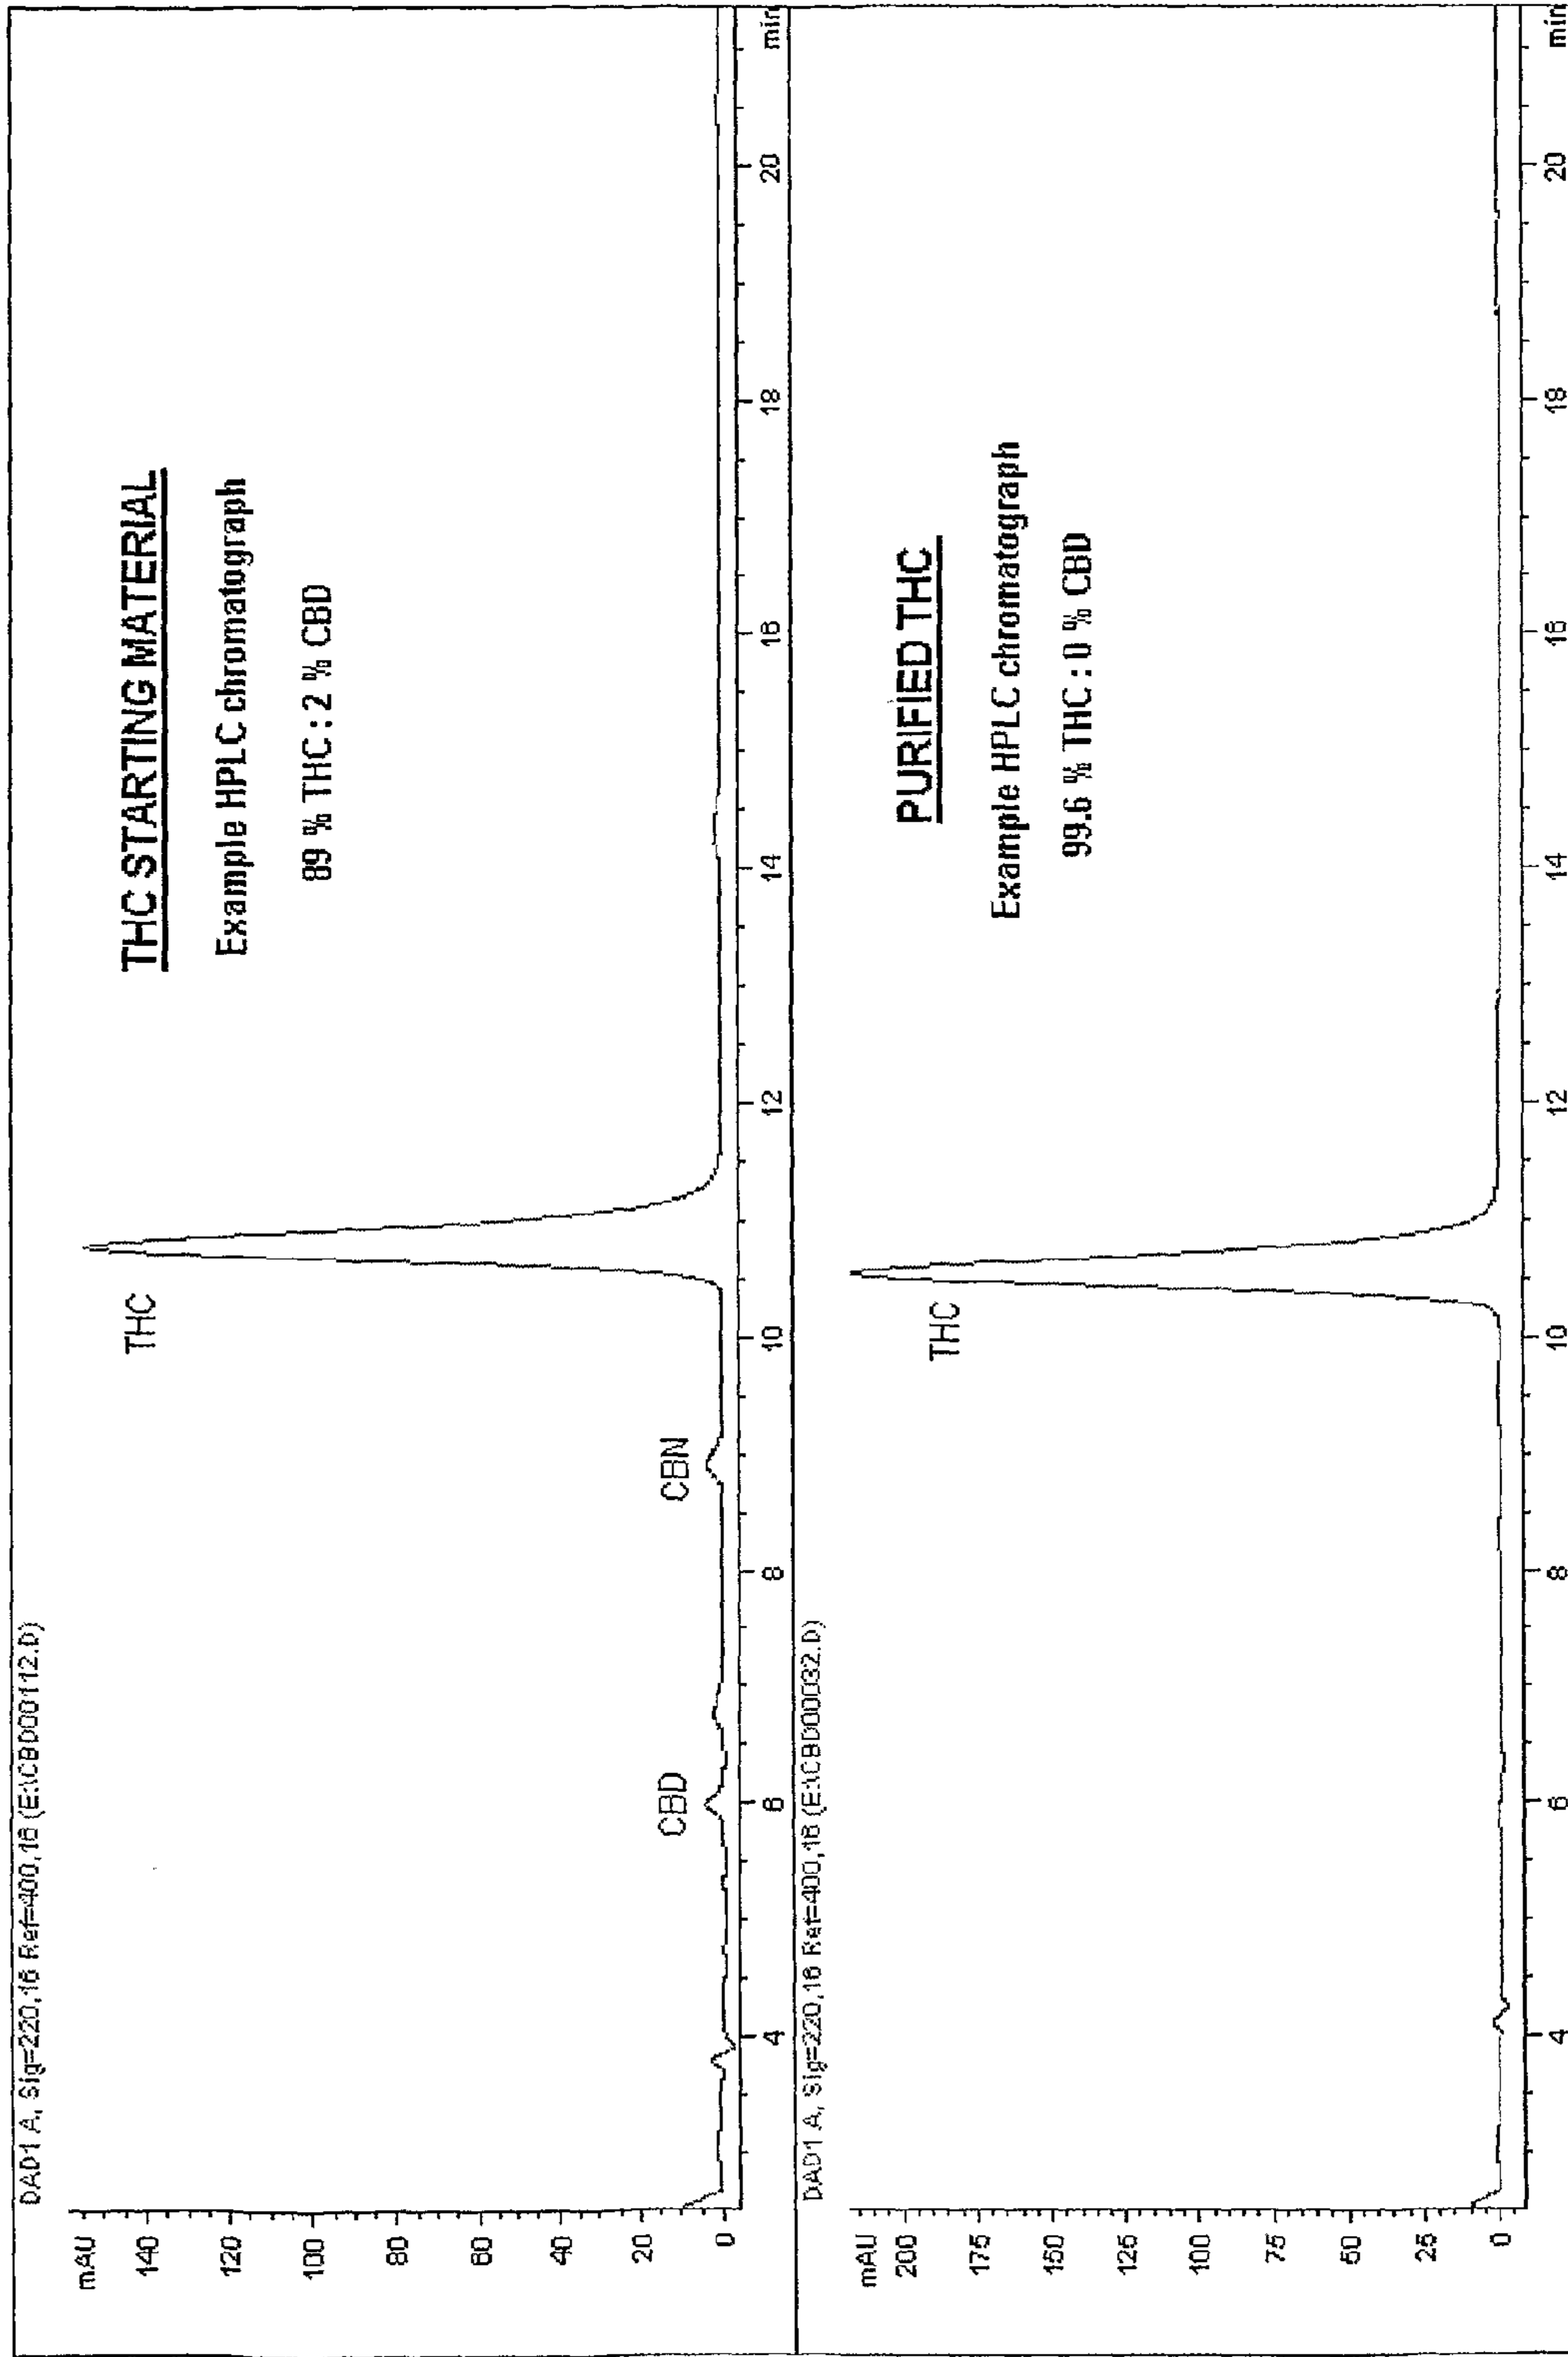 DAD1 A, Sig=220,16 Ref=400,16 (E:\CBD00112.D)
mAU
140
120
100
80
60
40
20
0
THC STARTING MATERIAL
Example HPLC chromatograph
89 % THC : 2 % CBD
CBD
CBN
THC
4
6
8
10
12
14
16
18
20
min
DAD1 A, Sig=220,16 Ref=400,16 (E:\CBD00032.D)
mAU
200
175
150
125
100
75
50
25
0
PURIFIED THC
Example HPLC chromatograph
99.6 % THC : 0 % CBD
THC
4
6
8
10
12
14
16
18
20
min